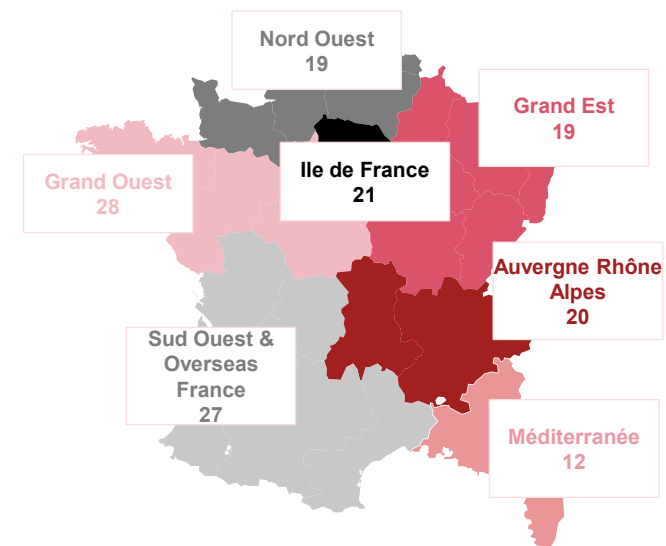 Nord Ouest
19
Grand Est
19
Ile de France
21
Grand Ouest
28
Auvergne Rhône
Alpes
20
Sud Ouest &
Overseas
France
27
Méditerranée
12